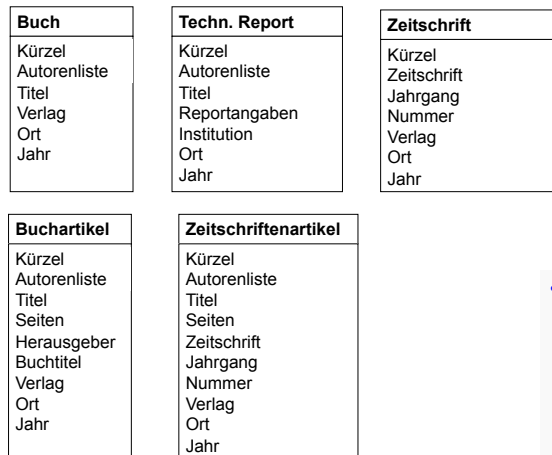 Buch
Kürzel
Autorenliste
Titel
Verlag
Ort
Jahr
Techn. Report
Kürzel
Autorenliste
Titel
Reportangaben
Institution
Ort
Jahr
Zeitschrift
Kürzel
Zeitschrift
Jahrgang
Nummer
Verlag
Ort
Jahr
Buchartikel
Kürzel
Autorenliste
Titel
Seiten
Herausgeber
Buchtitel
Verlag
Ort
Jahr
Zeitschriftenartikel
Kürzel
Autorenliste
Titel
Seiten
Zeitschrift
Jahrgang
Nummer
Verlag
Ort
Jahr